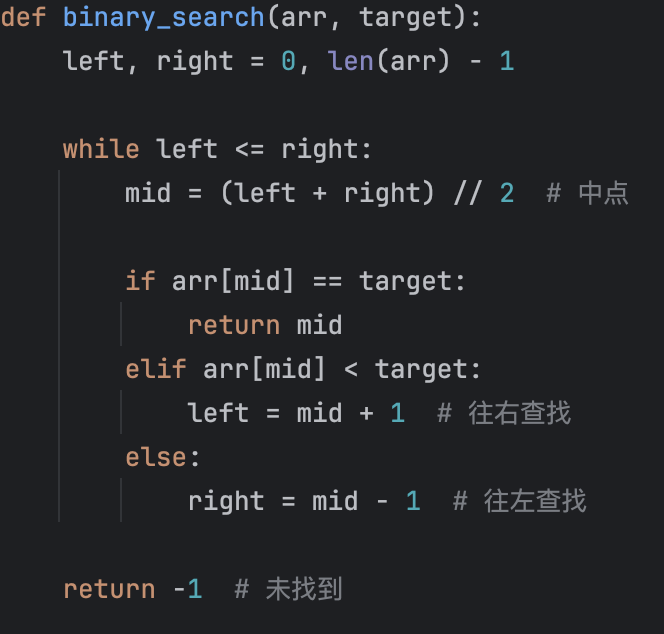 def binary_search(arr, target):
    left, right = 0, len(arr) - 1
    while left <= right:
        mid = (left + right) // 2  # 中点
        if arr[mid] == target:
            return mid
        elif arr[mid] < target:
            left = mid + 1  # 往右查找
        else:
            right = mid - 1  # 往左查找
    return -1  # 未找到